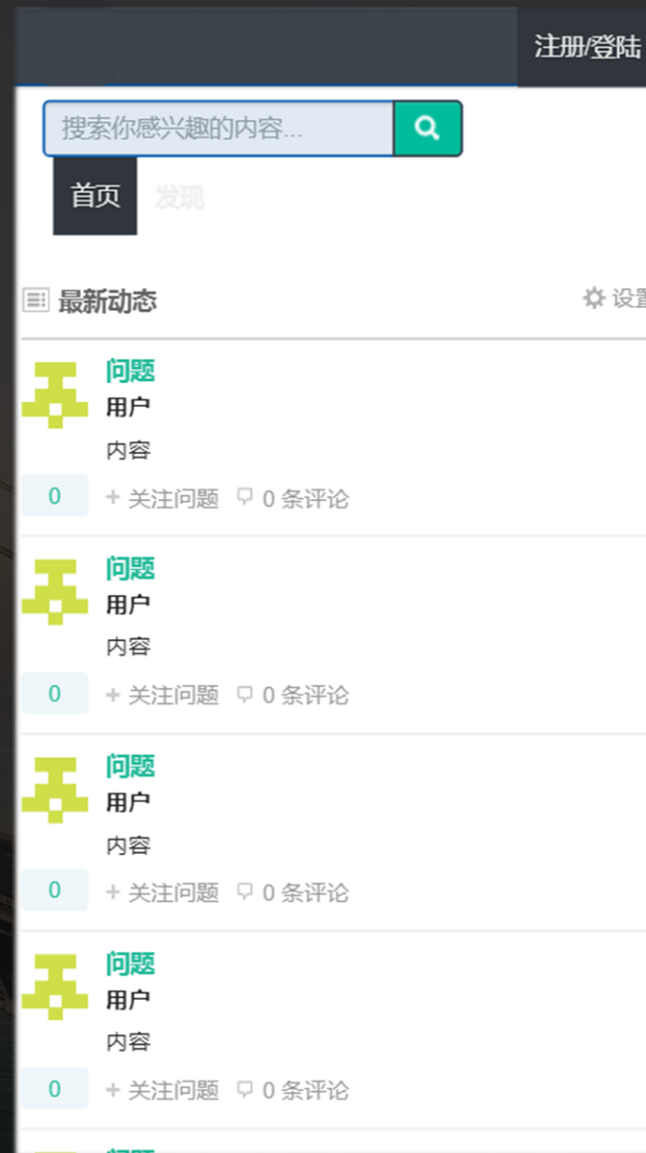 注册/登陆
搜索你感兴趣的内容...
首页 发现
最新动态 设置
问题
用户
内容
0 + 关注问题 0 条评论
问题
用户
内容
0 + 关注问题 0 条评论
问题
用户
内容
0 + 关注问题 0 条评论
问题
用户
内容
0 + 关注问题 0 条评论